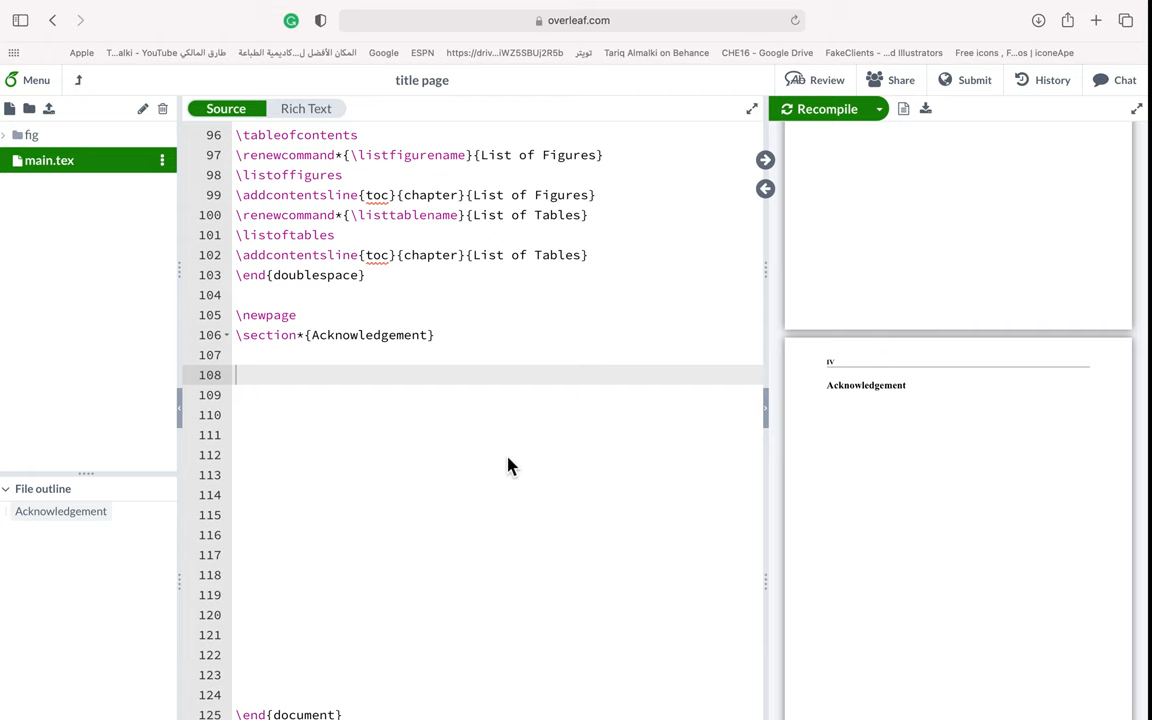 overleaf.com
Apple
طارق المالكي T...alki - YouTube
المكان الأفضل ل...كاديمية الطباعة
Google
ESPN
https://driv...iWZ5SBUj2R5b
تويتر
Tariq Almalki on Behance
CHE16 - Google Drive
FakeClients - ...d Illustrators
Free icons , F...os | iconeApe
Menu
title page
Review
Share
Submit
History
Chat
Source
Rich Text
Recompile
fig
main.tex
96 \tableofcontents
97 \renewcommand*{\listfigurename}{List of Figures}
98 \listoffigures
99 \addcontentsline{toc}{chapter}{List of Figures}
100 \renewcommand*{\listtablename}{List of Tables}
101 \listoftables
102 \addcontentsline{toc}{chapter}{List of Tables}
103 \end{doublespace}
104
105 \newpage
106 \section*{Acknowledgement}
107
108
109
110
111
112
113
114
115
116
117
118
119
120
121
122
123
124
125 \end{document}
File outline
Acknowledgement
IV
Acknowledgement